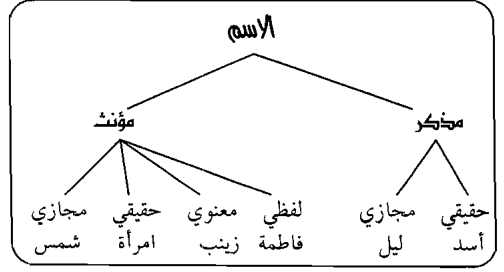 الاسم
مذكر مؤنث
حقيقي مجازي لفظي معنوي حقيقي مجازي
أسد ليل فاطمة زينب امرأة شمس